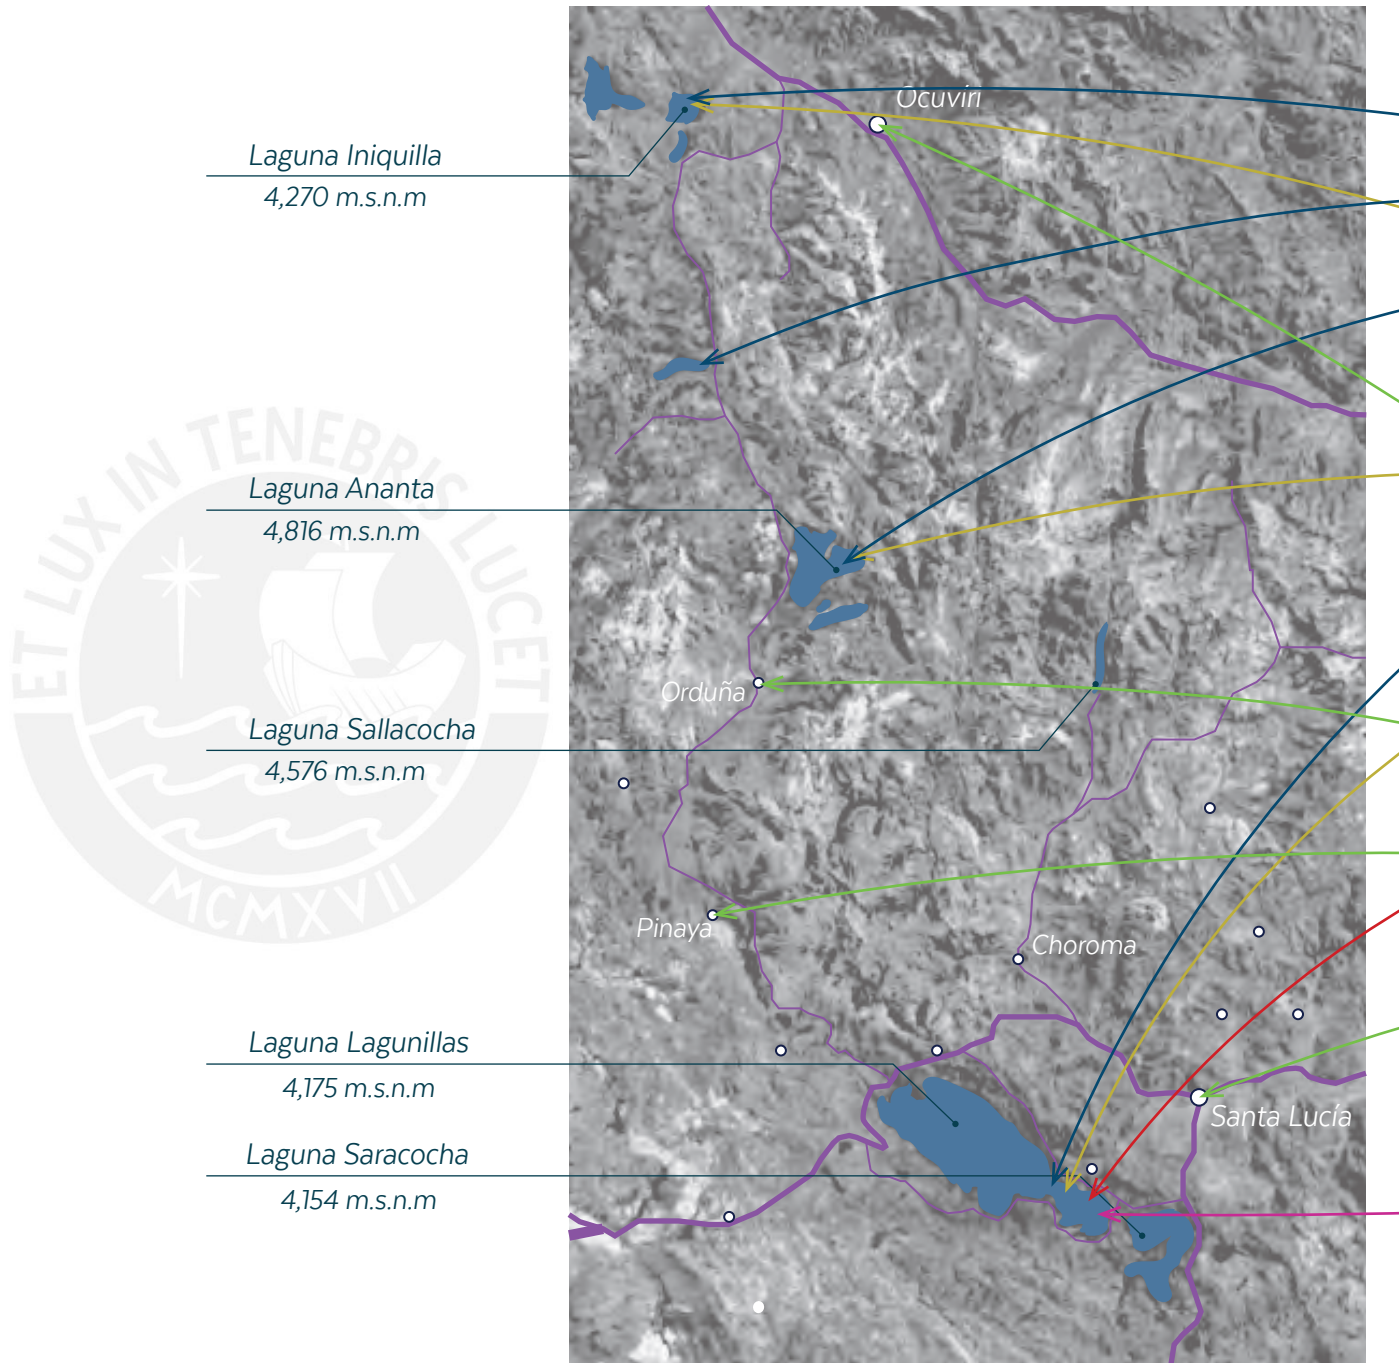 Ocuvíri
Laguna Iniquilla
4,270 m.s.n.m
ET LUX IN TENEBRIS LUCET
Laguna Ananta
4,816 m.s.n.m
Orduña
Laguna Sallacocha
4,576 m.s.n.m
MCMXVII
Pinaya
Choroma
Laguna Lagunillas
4,175 m.s.n.m
Santa Lucía
Laguna Saracocha
4,154 m.s.n.m